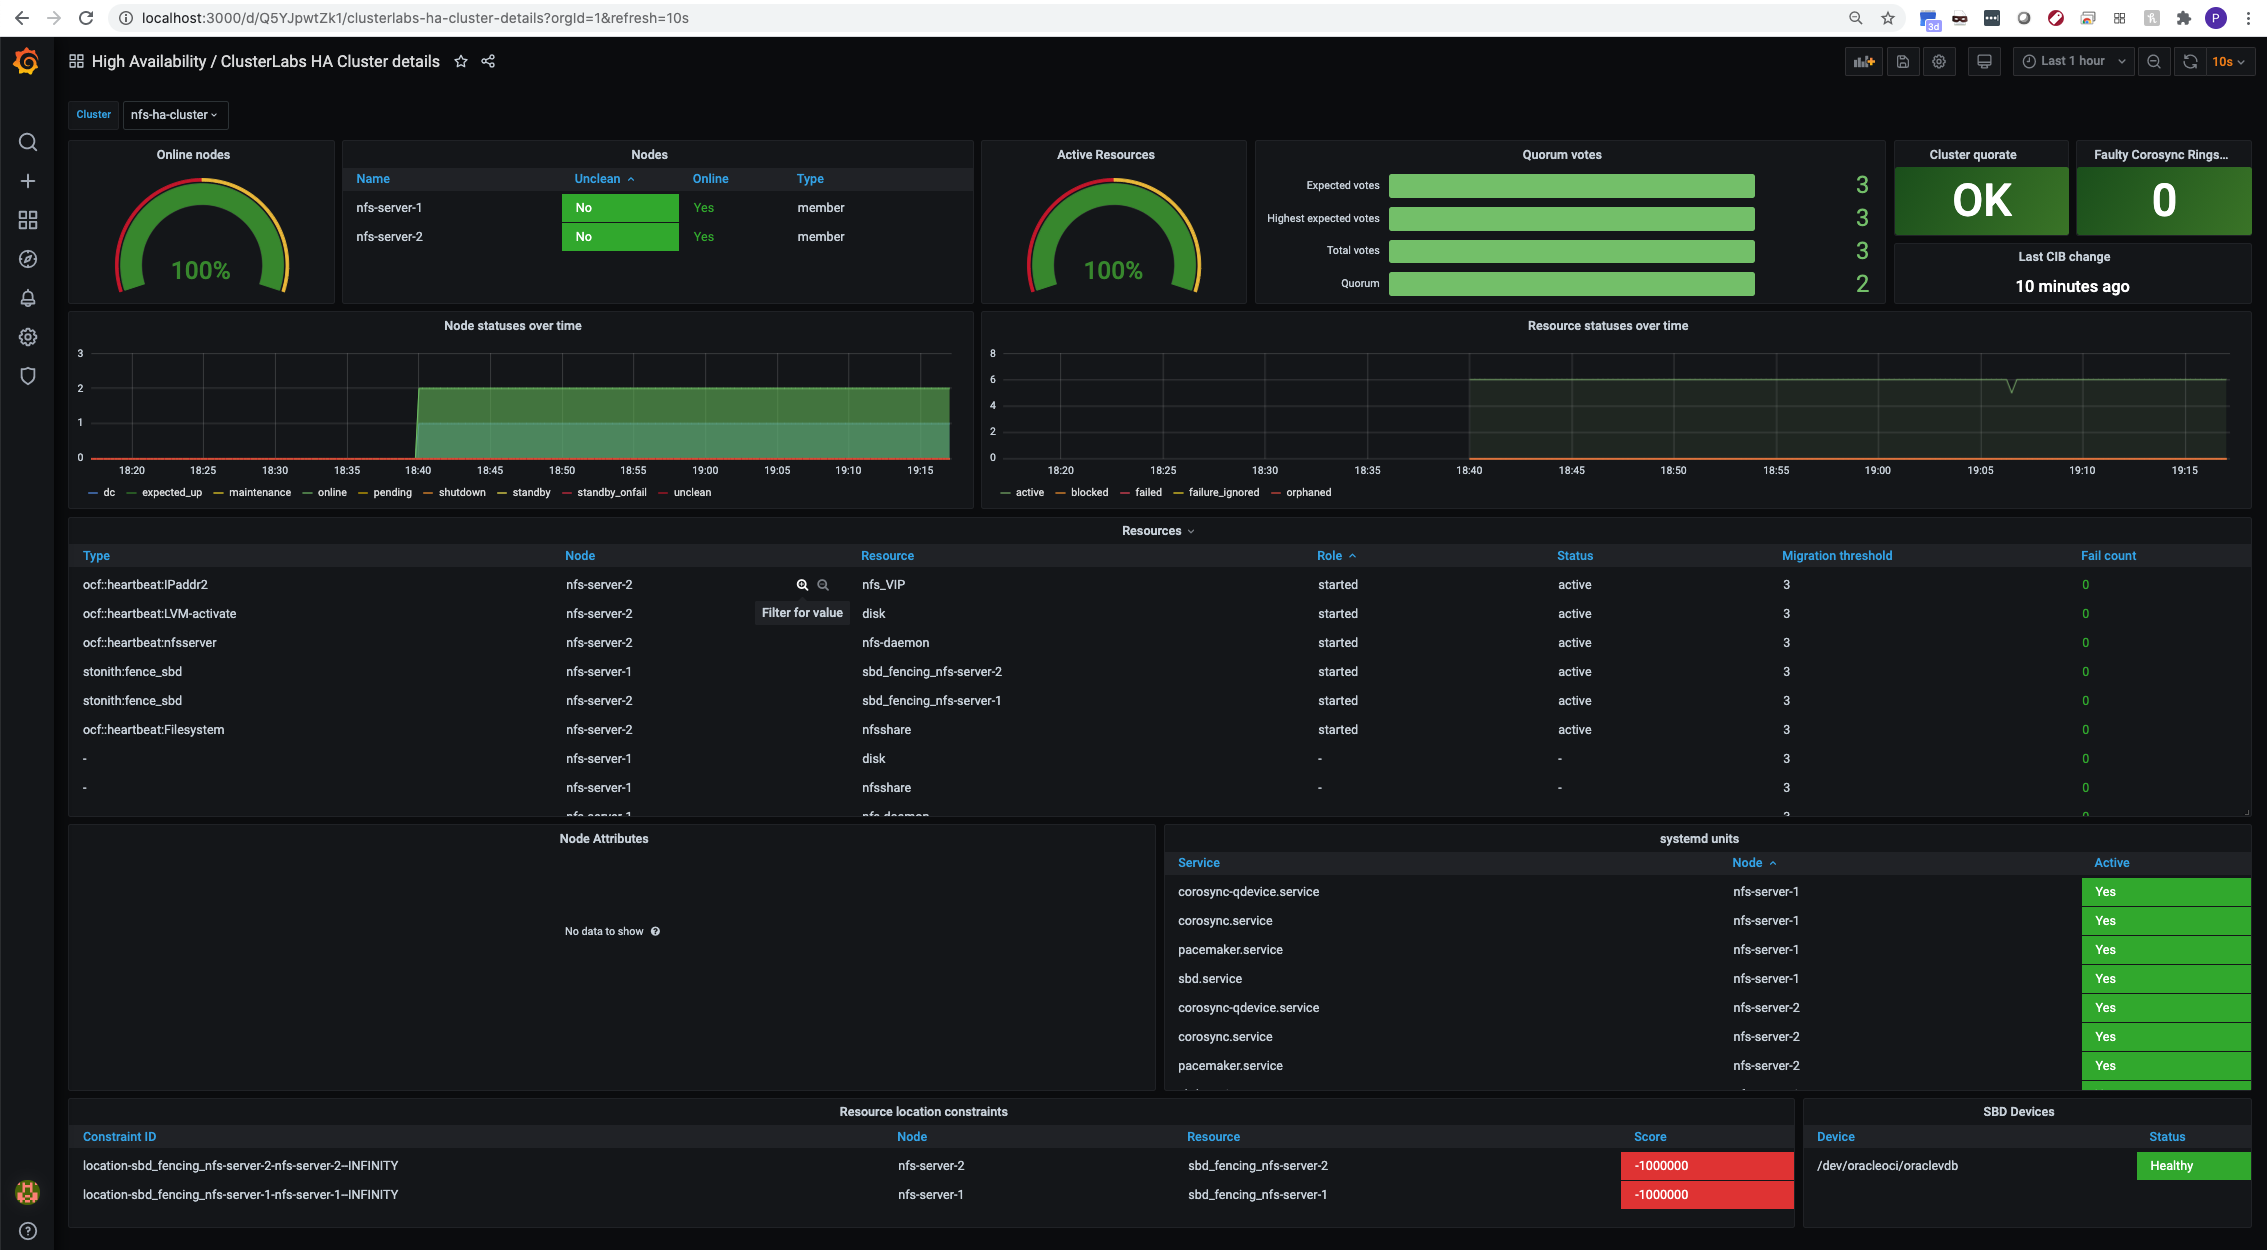 localhost:3000/d/Q5YJpwtZk1/clusterlabs-ha-cluster-details?orgId=1&refresh=10s
3d
P
High Availability / ClusterLabs HA Cluster details
Last 1 hour
10s
Cluster nfs-ha-cluster
Online nodes
100%
Nodes
Name Unclean Online Type
nfs-server-1 No Yes member
nfs-server-2 No Yes member
Active Resources
100%
Quorum votes
Expected votes 3
Highest expected votes 3
Total votes 3
Quorum 2
Cluster quorate
OK
Faulty Corosync Rings...
0
Last CIB change
10 minutes ago
Node statuses over time
3
2
1
0
18:20 18:25 18:30 18:35 18:40 18:45 18:50 18:55 19:00 19:05 19:10 19:15
dc expected_up maintenance online pending shutdown standby standby_onfail unclean
Resource statuses over time
8
6
4
2
0
18:20 18:25 18:30 18:35 18:40 18:45 18:50 18:55 19:00 19:05 19:10 19:15
active blocked failed failure_ignored orphaned
Resources
Type Node Resource Role Status Migration threshold Fail count
ocf::heartbeat:IPaddr2 nfs-server-2 nfs_VIP started active 3 0
Filter for value
ocf::heartbeat:LVM-activate nfs-server-2 disk started active 3 0
ocf::heartbeat:nfsserver nfs-server-2 nfs-daemon started active 3 0
stonith:fence_sbd nfs-server-1 sbd_fencing_nfs-server-2 started active 3 0
stonith:fence_sbd nfs-server-2 sbd_fencing_nfs-server-1 started active 3 0
ocf::heartbeat:Filesystem nfs-server-2 nfsshare started active 3 0
- nfs-server-1 disk - - 3 0
- nfs-server-1 nfsshare - - 3 0
nfs-server-1 nfs-daemon 3 0
Node Attributes
No data to show
systemd units
Service Node Active
corosync-qdevice.service nfs-server-1 Yes
corosync.service nfs-server-1 Yes
pacemaker.service nfs-server-1 Yes
sbd.service nfs-server-1 Yes
corosync-qdevice.service nfs-server-2 Yes
corosync.service nfs-server-2 Yes
pacemaker.service nfs-server-2 Yes
Resource location constraints
Constraint ID Node Resource Score
location-sbd_fencing_nfs-server-2-nfs-server-2--INFINITY nfs-server-2 sbd_fencing_nfs-server-2 -1000000
location-sbd_fencing_nfs-server-1-nfs-server-1--INFINITY nfs-server-1 sbd_fencing_nfs-server-1 -1000000
SBD Devices
Device Status
/dev/oracleoci/oraclevdb Healthy